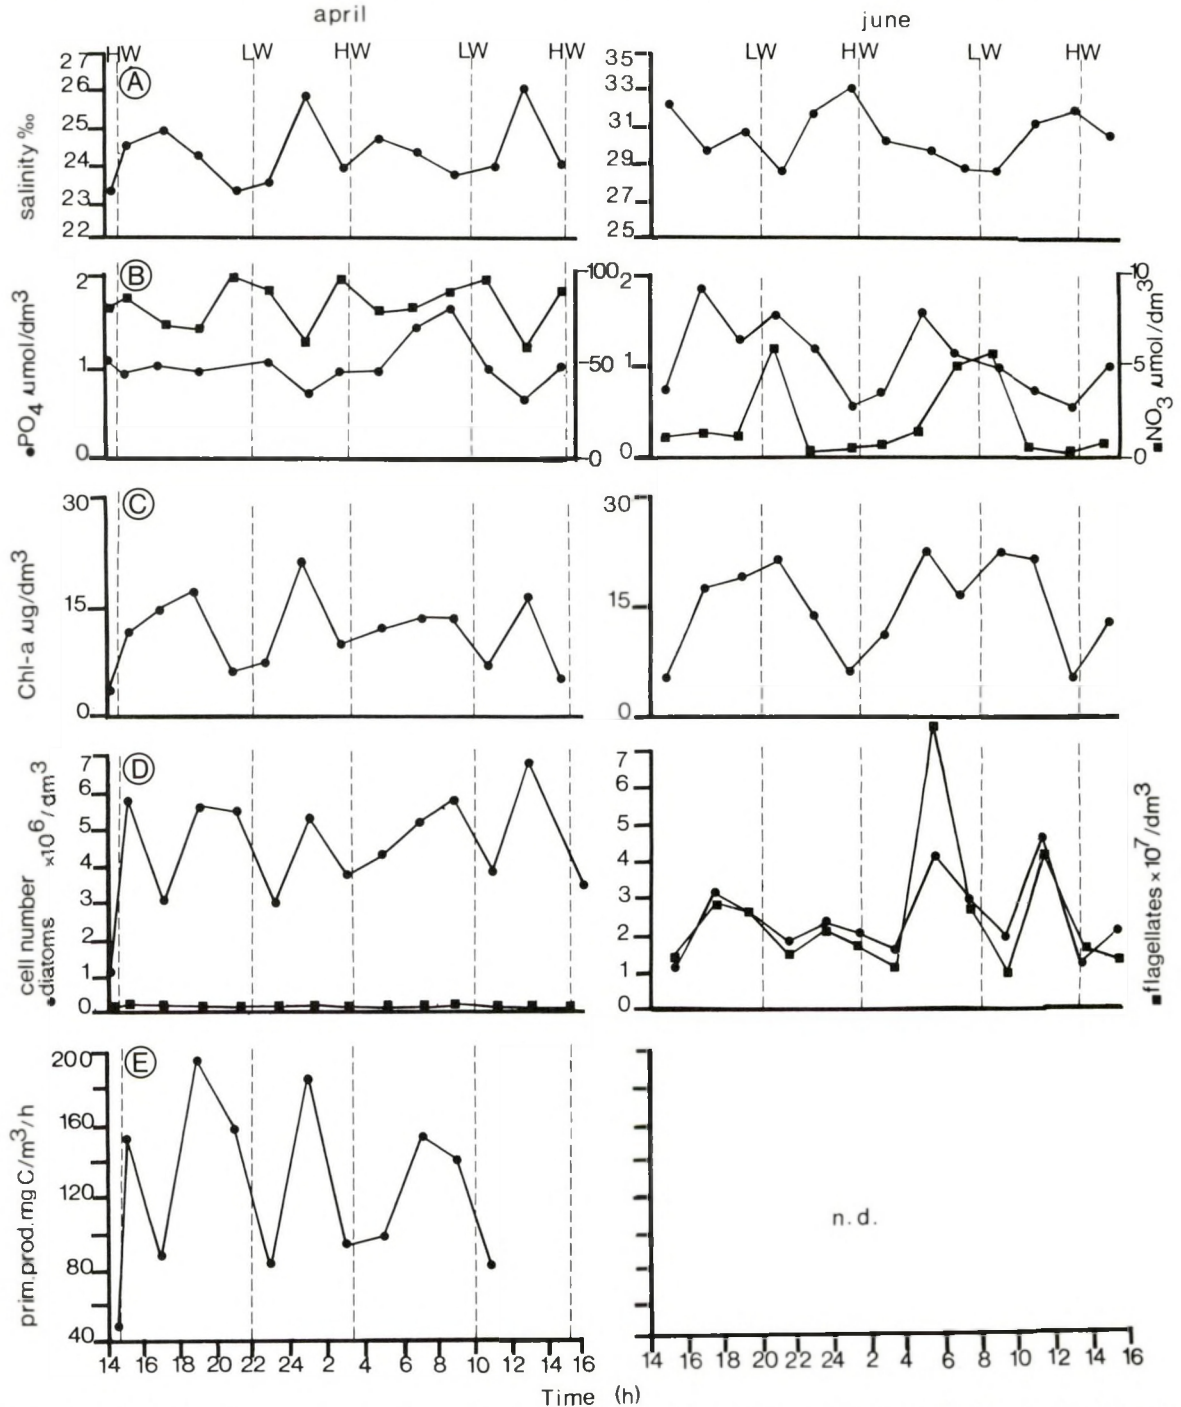 april
june
HW LW HW LW HW
LW HW LW HW
A
27
26
25
24
23
22
salinity ‰
35
33
31
29
27
25
B
2
1
0
•PO4 µmol/dm3
100
50
0
2
1
0
10
5
0
■NO3 µmol/dm3
C
30
15
0
Chl-a µg/dm3
30
15
0
D
7
6
5
4
3
2
1
0
cell number
•diatoms ×10^6/dm3
7
6
5
4
3
2
1
0
■flagellates × 10^7/dm3
E
200
160
120
80
40
prim.prod.mg C/m3/h
n.d.
14 16 18 20 22 24 2 4 6 8 10 12 14 16
14 16 20 22 24 2 4 6 8 10 14 16
Time (h)